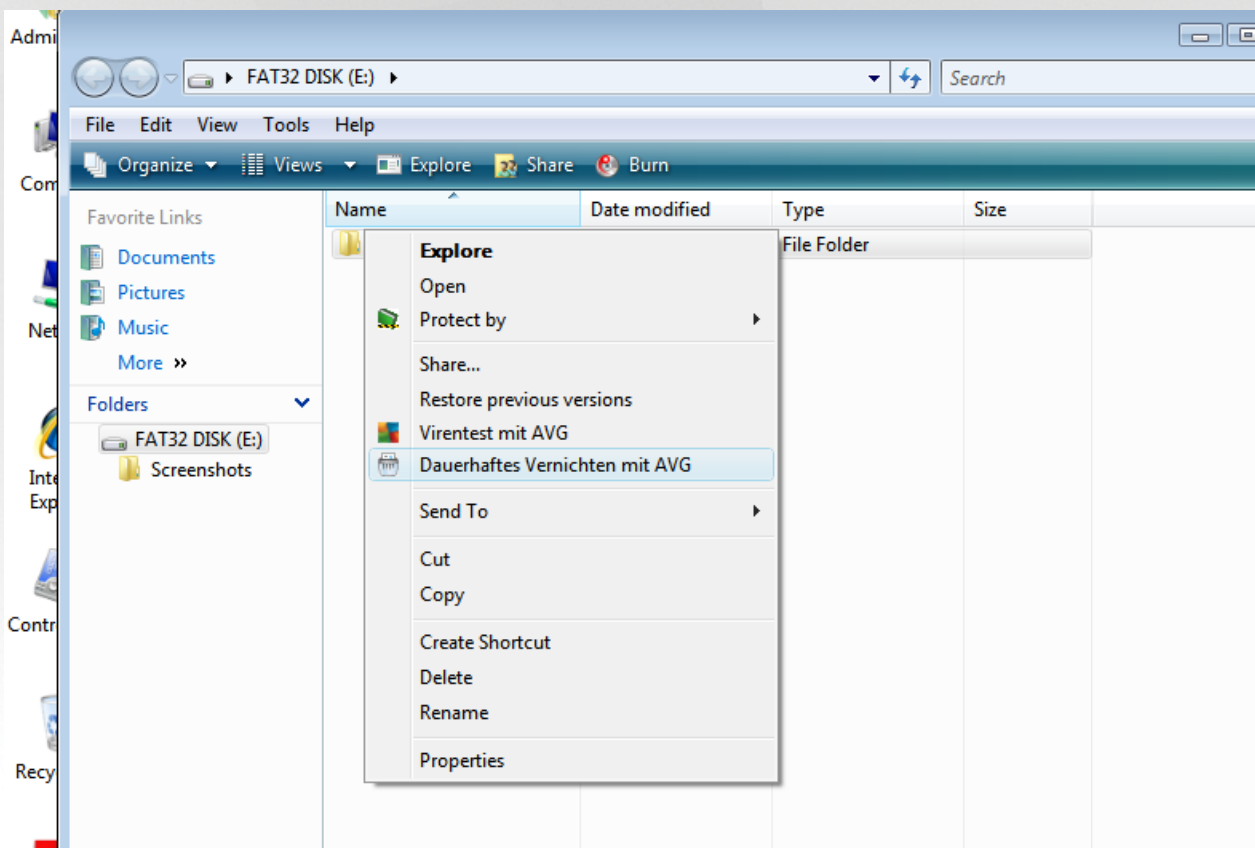 Admi
FAT32 DISK (E:)
Search
File Edit View Tools Help
Organize Views Explore Share Burn
Com
Favorite Links
Name Date modified Type Size
File Folder
Documents
Pictures
Music
More »
Net
Folders
FAT32 DISK (E:)
Screenshots
Inte
Exp
Contr
Recy
Explore
Open
Protect by
Share...
Restore previous versions
Virentest mit AVG
Dauerhaftes Vernichten mit AVG
Send To
Cut
Copy
Create Shortcut
Delete
Rename
Properties